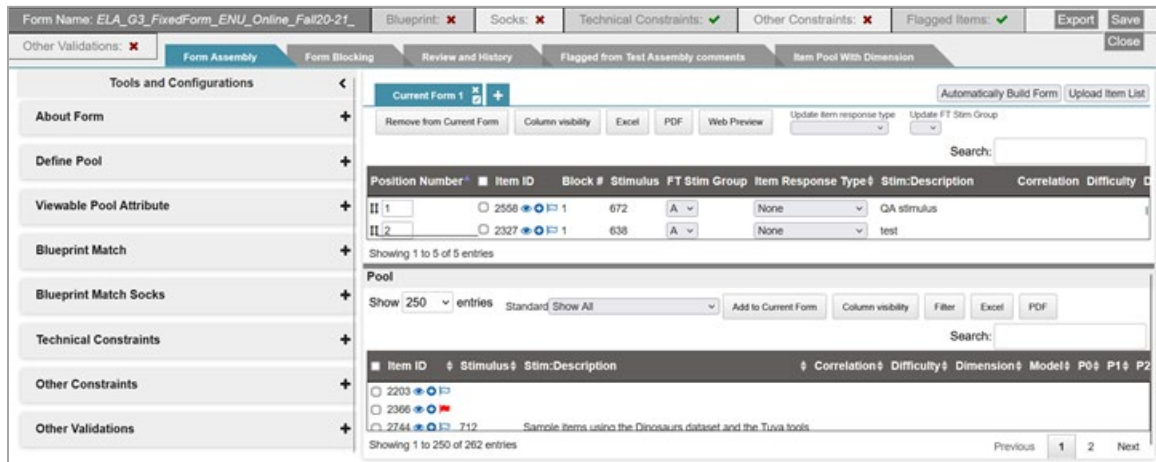 Form Name: ELA_G3_FixedForm_ENU_Online_Fall20-21_ Blueprint: ✖ Socks: ✖ Technical Constraints: ✔ Other Constraints: ✖ Flagged Items: ✔ Export Save
Other Validations: ✖ Close
Form Assembly Form Blocking Review and History Flagged from Test Assembly comments Item Pool With Dimension
Tools and Configurations
About Form
Define Pool
Viewable Pool Attribute
Blueprint Match
Blueprint Match Socks
Technical Constraints
Other Constraints
Other Validations
Current Form 1 Automatically Build Form Upload Item List
Remove from Current Form Column visibility Excel PDF Web Preview Update item response type Update FT Stim Group
Search:
Position Number Item ID Block # Stimulus FT Stim Group Item Response Type Stim:Description Correlation Difficulty D
1 2558 1 672 A None QA stimulus
2 2327 1 638 A None test
Showing 1 to 5 of 5 entries
Pool
Show 250 entries Standard Show All Add to Current Form Column visibility Filter Excel PDF
Search:
Item ID Stimulus Stim:Description Correlation Difficulty Dimension Model P0 P1 P2
2203
2366
2744 712 Sample items using the Dinosaurs dataset and the Tuva tools
Showing 1 to 250 of 262 entries
Previous 1 2 Next